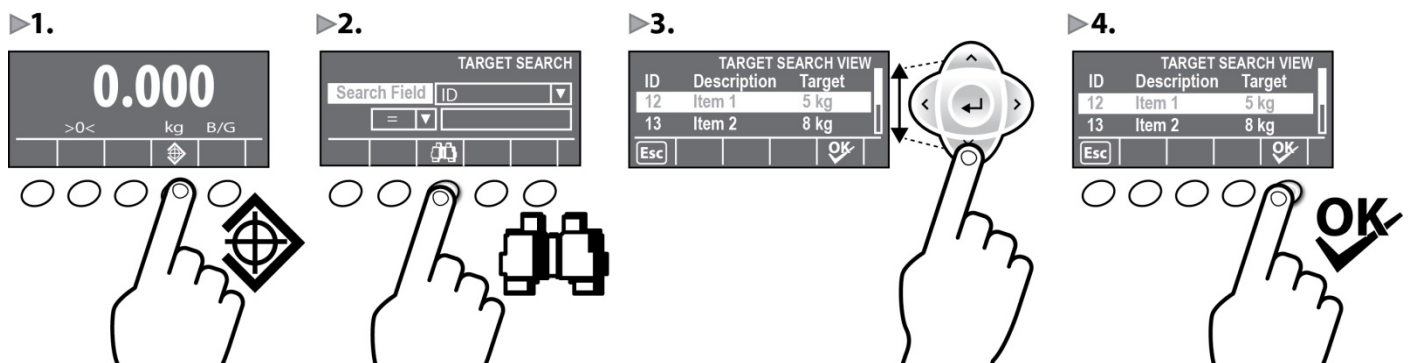 1.
0.000
>0< kg B/G
2.
TARGET SEARCH
Search Field ID
=
3.
TARGET SEARCH VIEW
ID Description Target
12 Item 1 5 kg
13 Item 2 8 kg
Esc OK
4.
TARGET SEARCH VIEW
ID Description Target
12 Item 1 5 kg
13 Item 2 8 kg
Esc OK
OK